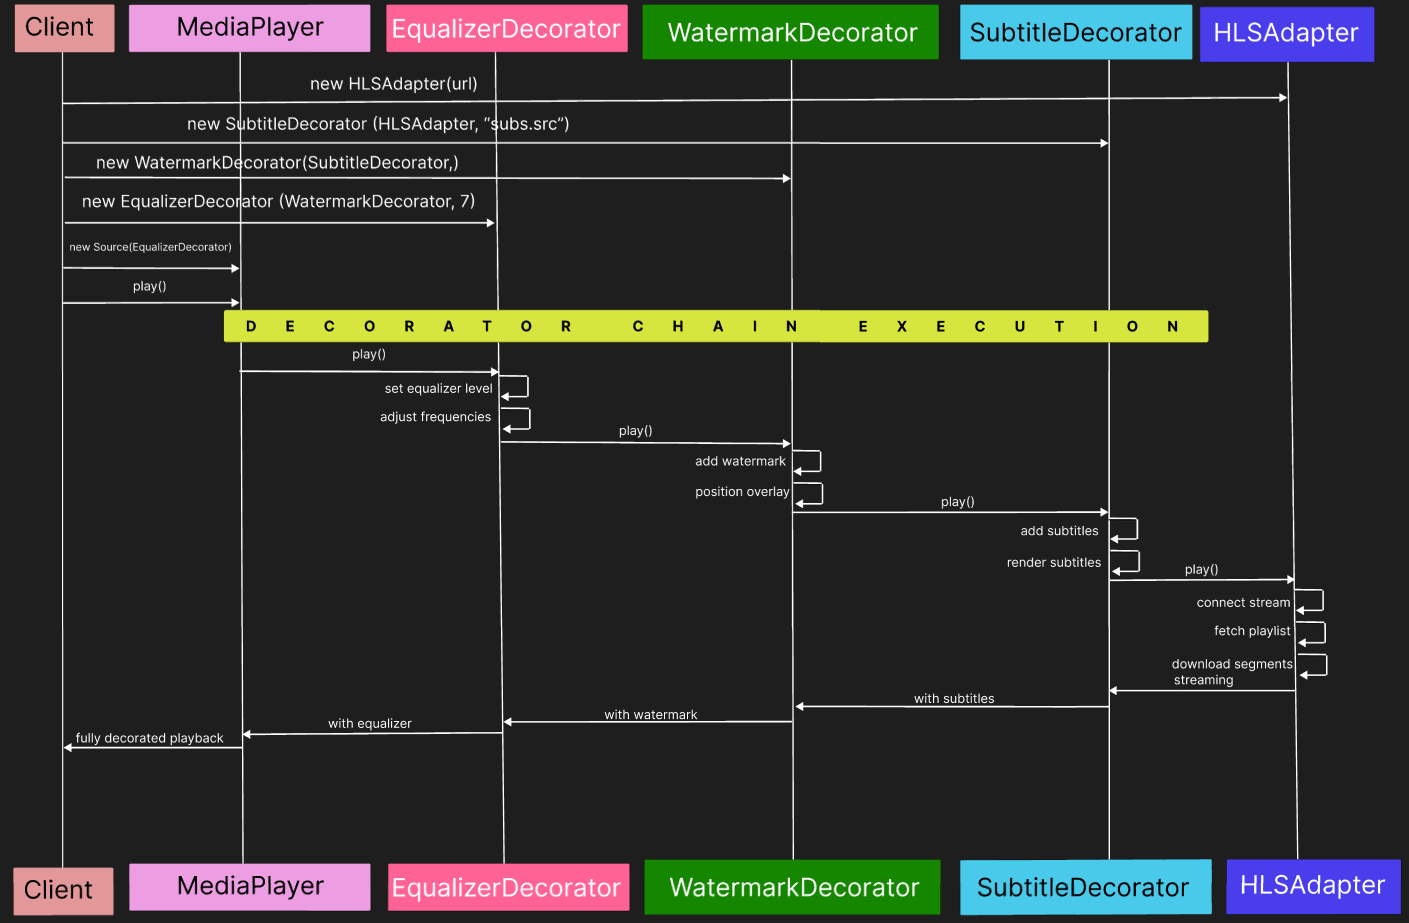 Client
MediaPlayer
EqualizerDecorator
WatermarkDecorator
SubtitleDecorator
HLSAdapter
new HLSAdapter(url)
new SubtitleDecorator (HLSAdapter, “subs.src”)
new WatermarkDecorator(SubtitleDecorator,)
new EqualizerDecorator (WatermarkDecorator, 7)
new Source(EqualizerDecorator)
play()
DECORATOR CHAIN EXECUTION
play()
set equalizer level
adjust frequencies
play()
add watermark
position overlay
play()
add subtitles
render subtitles
play()
connect stream
fetch playlist
download segments
streaming
with subtitles
with watermark
with equalizer
fully decorated playback
Client
MediaPlayer
EqualizerDecorator
WatermarkDecorator
SubtitleDecorator
HLSAdapter